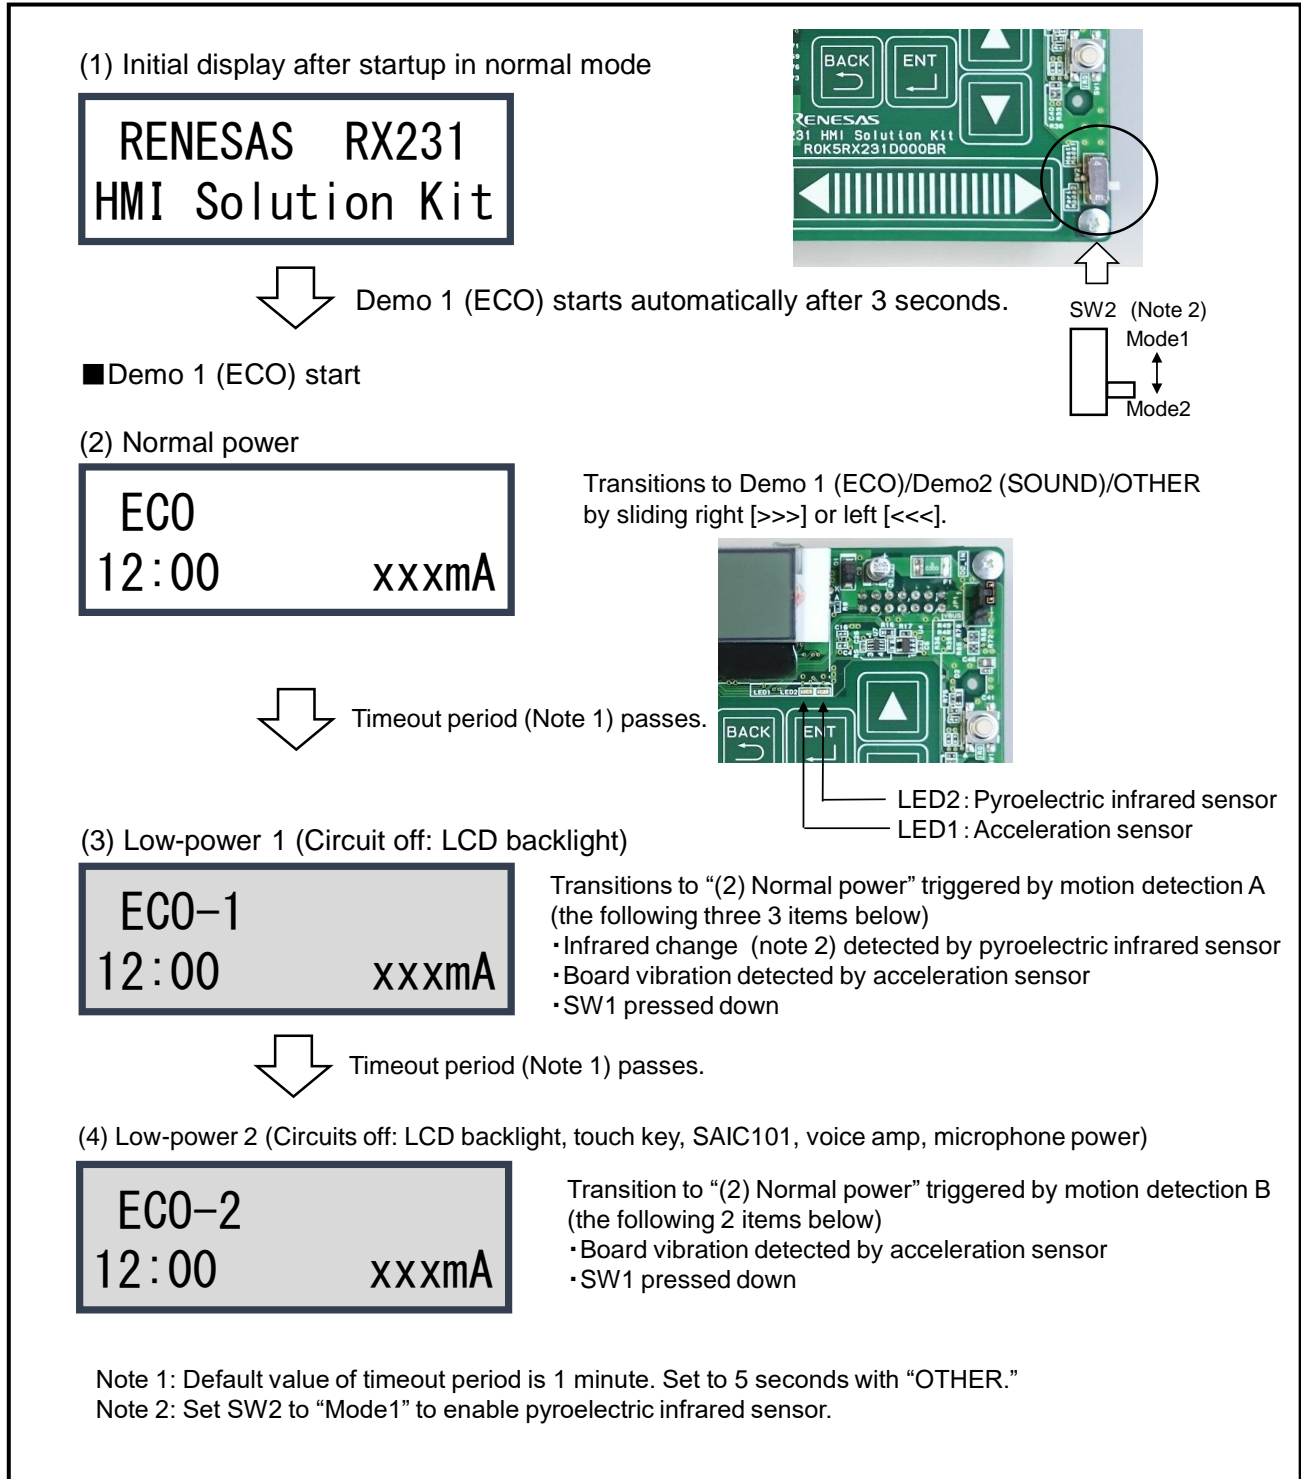 (1) Initial display after startup in normal mode
RENESAS RX231
HMI Solution Kit
BACK
ENT
RENESAS
231 HMI Solution Kit
R0K5RX231D000BR
Demo 1 (ECO) starts automatically after 3 seconds.
SW2 (Note 2)
Mode1
Mode2
■Demo 1 (ECO) start
(2) Normal power
ECO
12:00 xxxmA
Transitions to Demo 1 (ECO)/Demo2 (SOUND)/OTHER
by sliding right [>>>] or left [<<<].
LED1 LED2
BACK
ENT
Timeout period (Note 1) passes.
LED2:Pyroelectric infrared sensor
LED1:Acceleration sensor
(3) Low-power 1 (Circuit off: LCD backlight)
ECO-1
12:00 xxxmA
Transitions to “(2) Normal power” triggered by motion detection A
(the following three 3 items below)
・Infrared change (note 2) detected by pyroelectric infrared sensor
・Board vibration detected by acceleration sensor
・SW1 pressed down
Timeout period (Note 1) passes.
(4) Low-power 2 (Circuits off: LCD backlight, touch key, SAIC101, voice amp, microphone power)
ECO-2
12:00 xxxmA
Transition to “(2) Normal power” triggered by motion detection B
(the following 2 items below)
・Board vibration detected by acceleration sensor
・SW1 pressed down
Note 1: Default value of timeout period is 1 minute. Set to 5 seconds with “OTHER.”
Note 2: Set SW2 to “Mode1” to enable pyroelectric infrared sensor.